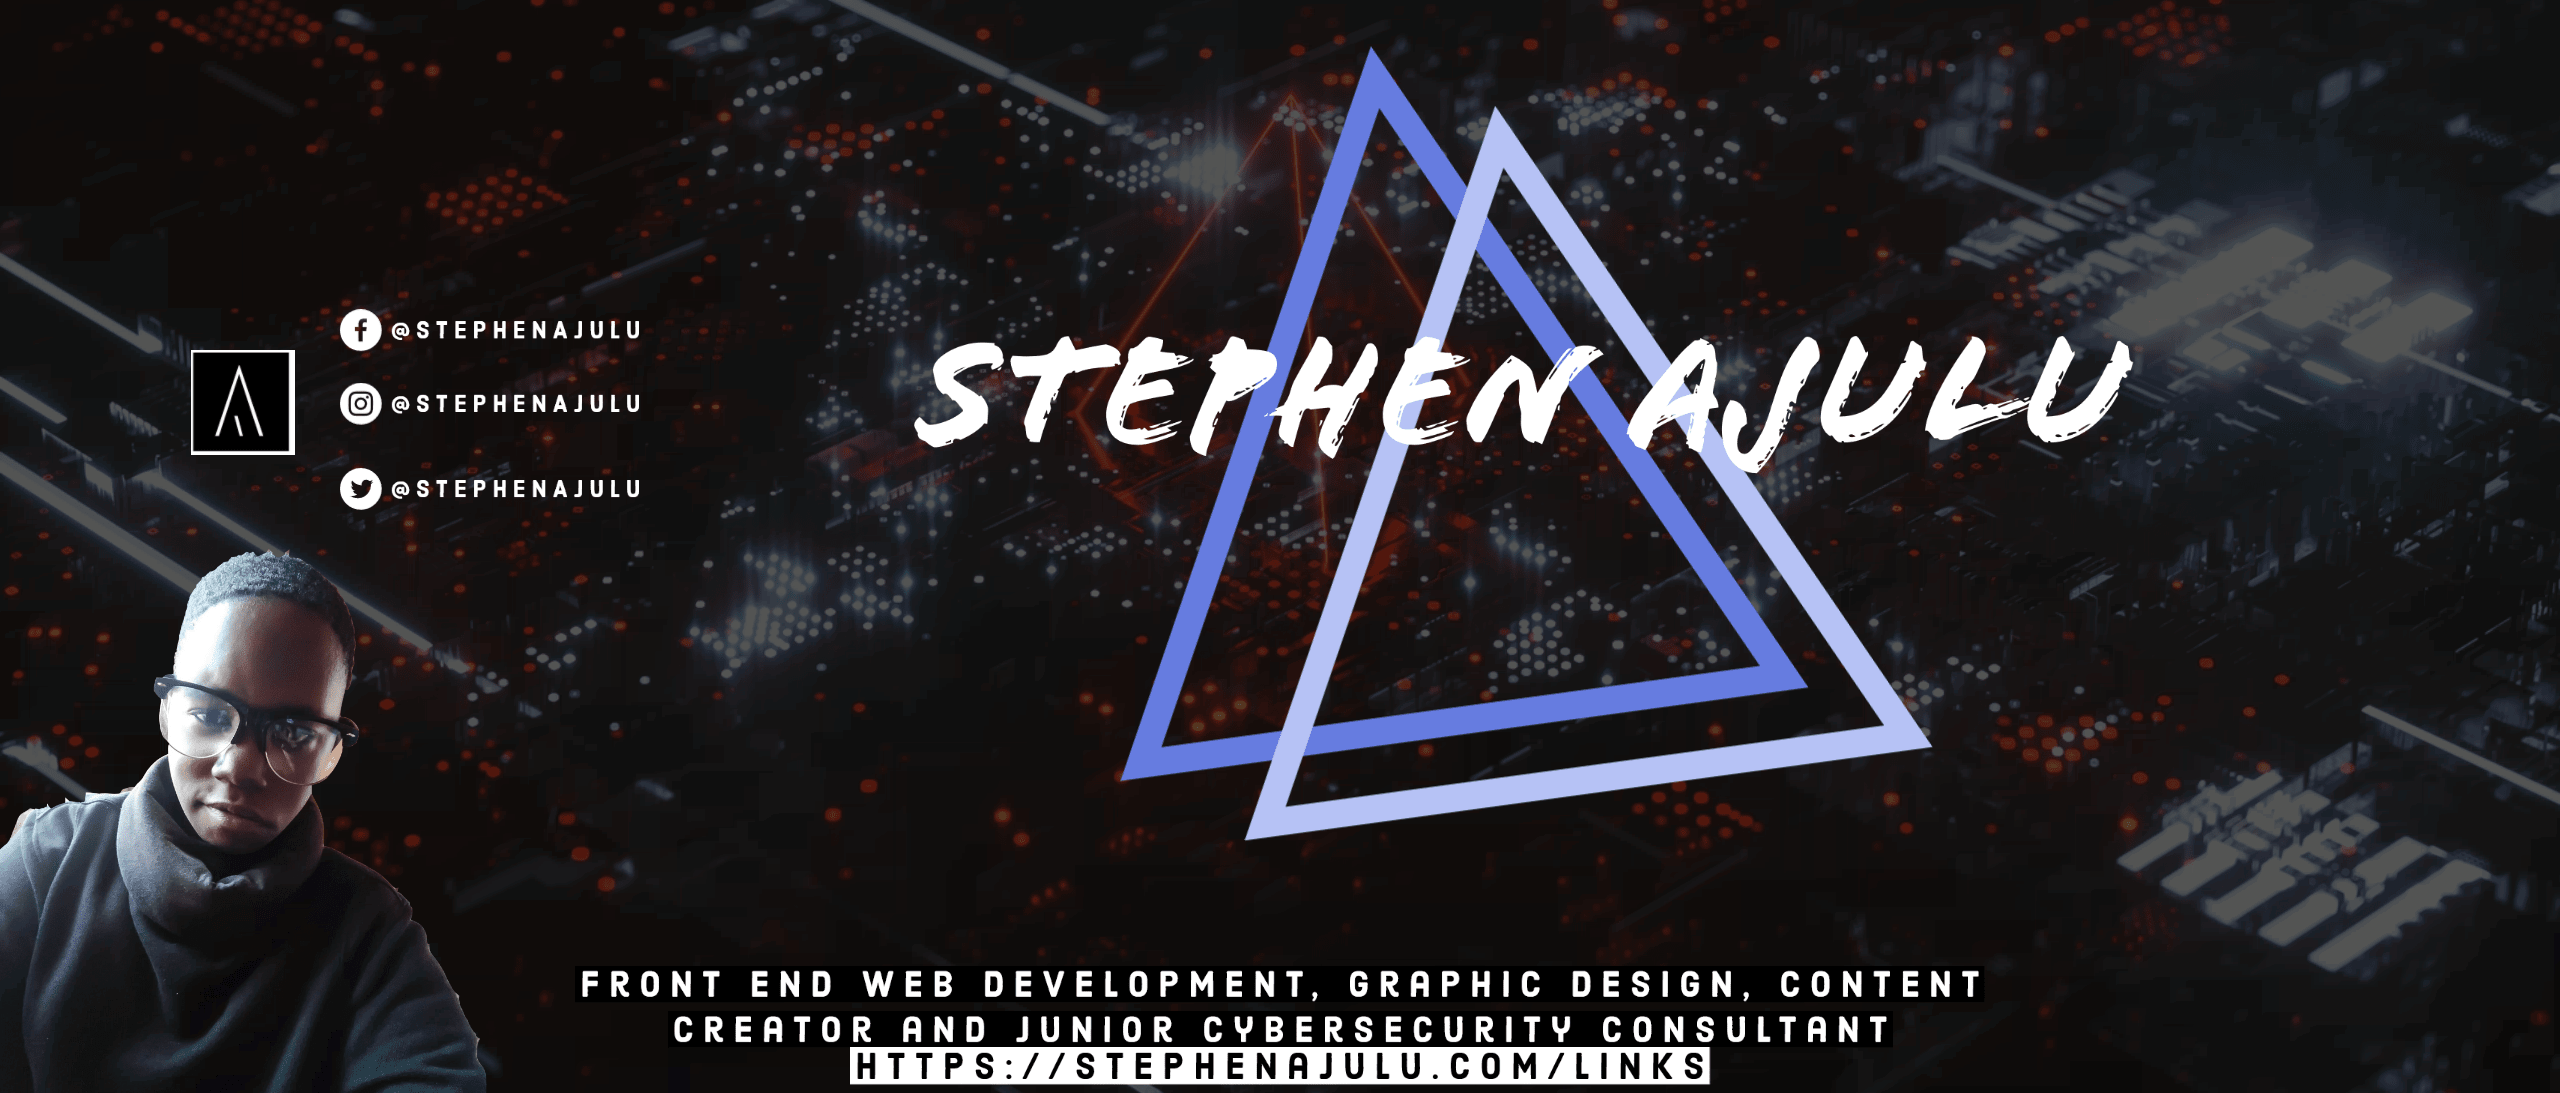 @STEPHENAJULU
@STEPHENAJULU
@STEPHENAJULU
STEPHEN AJULU
FRONT END WEB DEVELOPMENT, GRAPHIC DESIGN, CONTENT
CREATOR AND JUNIOR CYBERSECURITY CONSULTANT
HTTPS://STEPHENAJULU.COM/LINKS